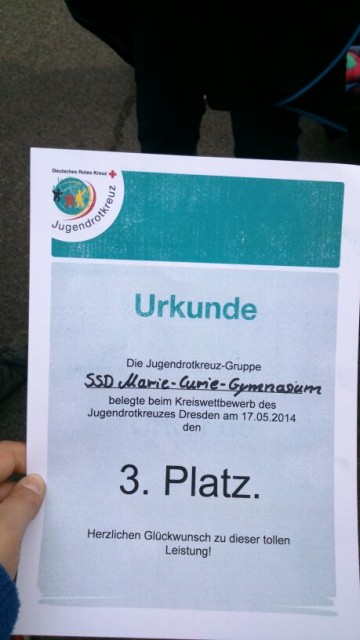 Deutsches Rotes Kreuz
Jugendrotkreuz
Urkunde
Die Jugendrotkreuz-Gruppe
SSD Marie-Curie-Gymnasium
belegte beim Kreiswettbewerb des
Jugendrotkreuzes Dresden am 17.05.2014
den
3. Platz.
Herzlichen Glückwunsch zu dieser tollen
Leistung!